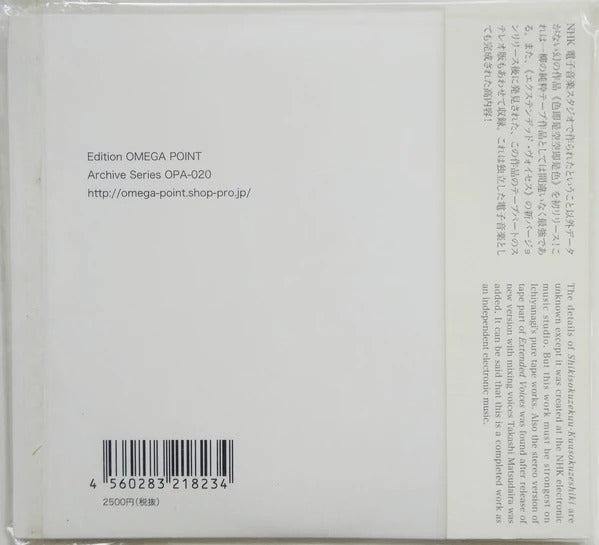 Edition OMEGA POINT
Archive Series OPA-020
http://omega-point.shop-pro.jp/
4 560283 218234
2500円(税抜)
NHK 電子音楽スタジオで作られたということ以外データ
がない幻の作品《色即是空空即是色》を初リリース!こ
れは一柳の純粋テープ作品としては間違いなく最強であ
る。また、《エクステンデッド・ヴォイセス》の新バージョ
ンリリース後に発見された、この作品のテープパートのス
テレオ版もあわせて収録。これは独立した電子音楽とし
ても完成された高内容!
The details of Shikisokuzekuu-Kuusokuzeshiki are
unknown except it was created at the NHK electronic
music studio. But this work must be strongest on
Ichiyanagi's pure tape works. Also the stereo version of
tape part of Extended Voices was found after release of
new version with mixing voices Takashi Matsudaira was
added. It can be said that this is a completed work as
an independent electronic music.